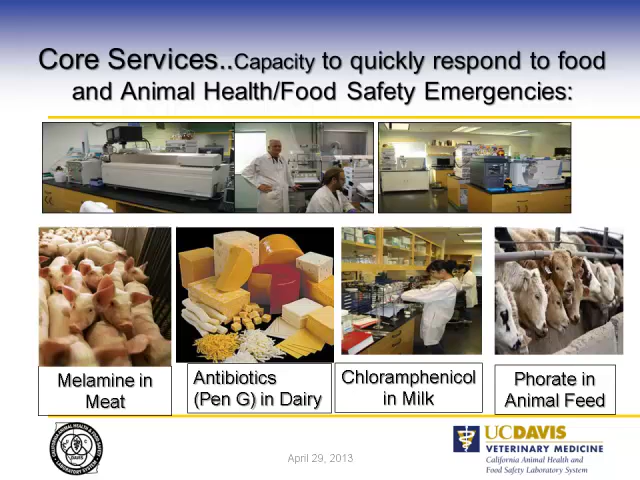 Core Services..Capacity to quickly respond to food
and Animal Health/Food Safety Emergencies:
Melamine in
Meat
Antibiotics
(Pen G) in Dairy
Chloramphenicol
in Milk
Phorate in
Animal Feed
April 29, 2013
UCDAVIS
VETERINARY MEDICINE
California Animal Health and
Food Safety Laboratory System